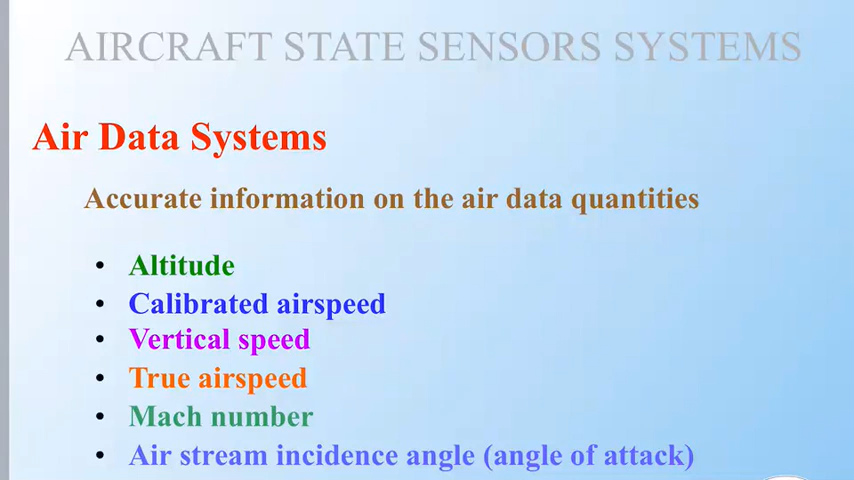 AIRCRAFT STATE SENSORS SYSTEMS
Air Data Systems
Accurate information on the air data quantities
• Altitude
• Calibrated airspeed
• Vertical speed
• True airspeed
• Mach number
• Air stream incidence angle (angle of attack)